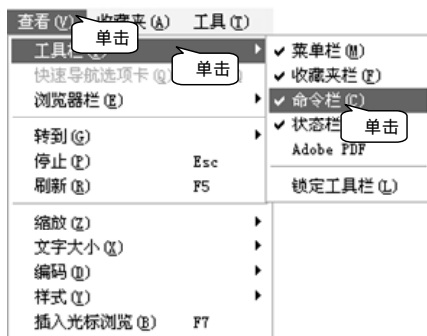 查看(V) 收藏夹(A) 工具(T)
单击
工具栏
单击
快速导航选项卡(Q)
浏览器栏(E)
转到(G)
停止(P) Esc
刷新(R) F5
缩放(Z)
文字大小(X)
编码(D)
样式(Y)
插入光标浏览(B) F7
✔ 菜单栏(M)
✔ 收藏夹栏(F)
✔ 命令栏(C)
✔ 状态栏
单击
Adobe PDF
锁定工具栏(L)